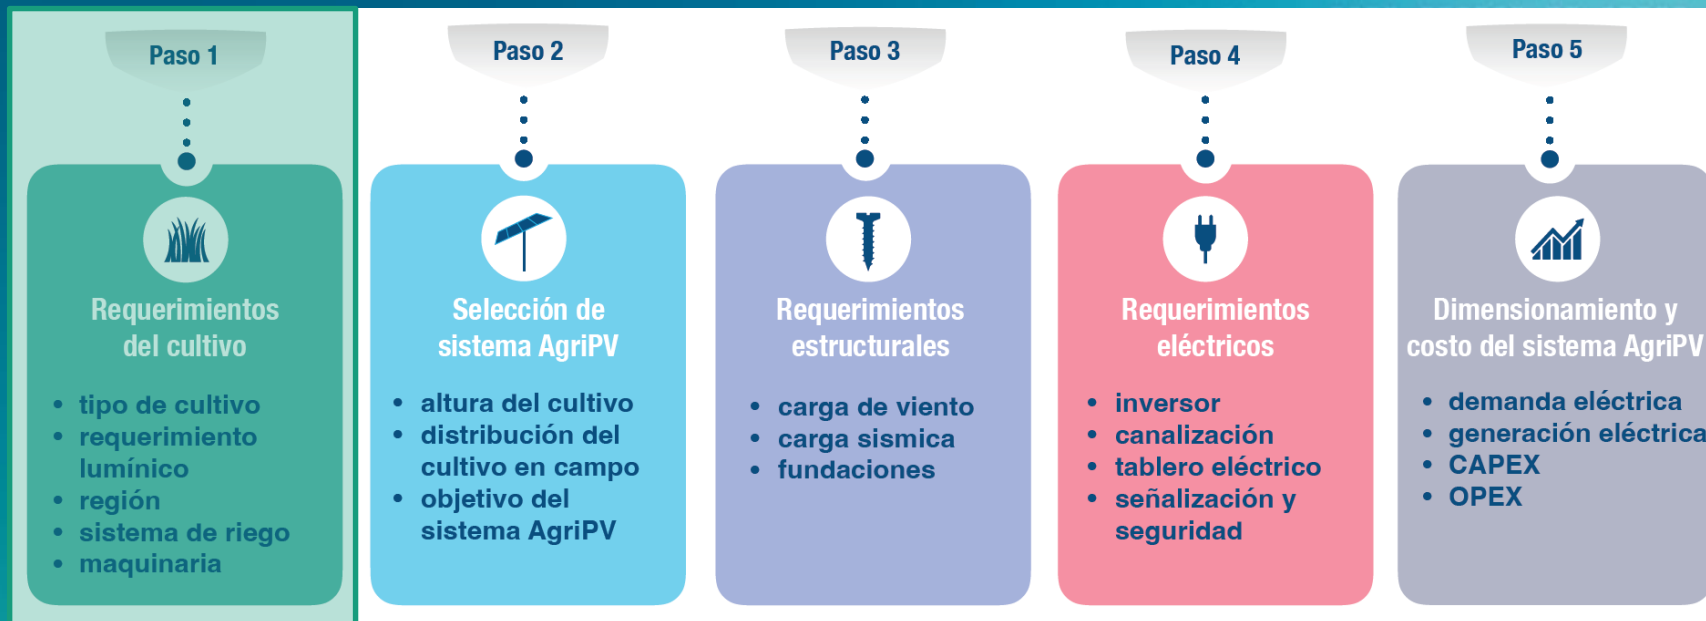 Paso 1
Requerimientos
del cultivo
• tipo de cultivo
• requerimiento
lumínico
• región
• sistema de riego
• maquinaria
Paso 2
Selección de
sistema AgriPV
• altura del cultivo
• distribución del
cultivo en campo
• objetivo del
sistema AgriPV
Paso 3
Requerimientos
estructurales
• carga de viento
• carga sismica
• fundaciones
Paso 4
Requerimientos
eléctricos
• inversor
• canalización
• tablero eléctrico
• señalización y
seguridad
Paso 5
Dimensionamiento y
costo del sistema AgriPV
• demanda eléctrica
• generación eléctrica
• CAPEX
• OPEX